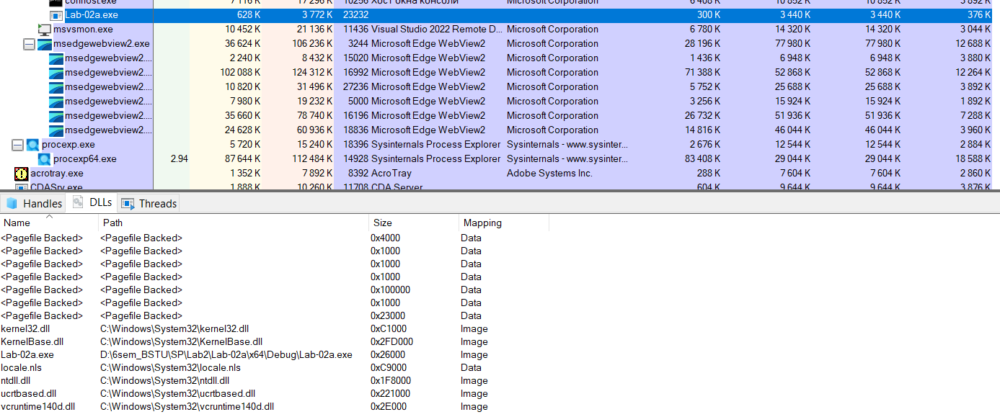 conhost.exe 7 116 K 17 296 K 10256 Хост окна консоли Microsoft Corporation 6 408 K 10 852 K 10 852 K 3 892 K
Lab-02a.exe 628 K 3 772 K 23232 300 K 3 440 K 3 440 K 376 K
msvsmon.exe 10 452 K 21 136 K 11436 Visual Studio 2022 Remote D... Microsoft Corporation 6 780 K 14 320 K 14 320 K 3 044 K
msedgewebview2.exe 36 624 K 106 236 K 3244 Microsoft Edge WebView2 Microsoft Corporation 28 196 K 77 980 K 77 980 K 12 688 K
msedgewebview2.... 2 240 K 8 432 K 15020 Microsoft Edge WebView2 Microsoft Corporation 1 436 K 6 948 K 6 948 K 3 880 K
msedgewebview2.... 102 088 K 124 312 K 16992 Microsoft Edge WebView2 Microsoft Corporation 71 388 K 52 868 K 52 868 K 12 264 K
msedgewebview2.... 10 820 K 31 496 K 27236 Microsoft Edge WebView2 Microsoft Corporation 5 752 K 25 688 K 25 688 K 3 892 K
msedgewebview2.... 7 980 K 19 232 K 5000 Microsoft Edge WebView2 Microsoft Corporation 3 256 K 15 924 K 15 924 K 1 892 K
msedgewebview2.... 35 660 K 78 740 K 16196 Microsoft Edge WebView2 Microsoft Corporation 26 732 K 51 936 K 51 936 K 7 288 K
msedgewebview2.... 24 628 K 60 936 K 18836 Microsoft Edge WebView2 Microsoft Corporation 14 816 K 46 044 K 46 044 K 3 960 K
procexp.exe 5 720 K 15 240 K 18396 Sysinternals Process Explorer Sysinternals - www.sysinter... 2 676 K 12 544 K 12 544 K 2 884 K
procexp64.exe 2.94 87 644 K 112 484 K 14928 Sysinternals Process Explorer Sysinternals - www.sysinter... 83 408 K 29 044 K 29 044 K 18 588 K
acrotray.exe 1 352 K 7 892 K 8392 AcroTray Adobe Systems Inc. 288 K 7 604 K 7 604 K 2 860 K
CDASrv.exe 1 888 K 10 260 K 11708 CDA Server 604 K 9 644 K 9 644 K 3 876 K
Handles DLLs Threads
Name Path Size Mapping
<Pagefile Backed> <Pagefile Backed> 0x4000 Data
<Pagefile Backed> <Pagefile Backed> 0x1000 Data
<Pagefile Backed> <Pagefile Backed> 0x1000 Data
<Pagefile Backed> <Pagefile Backed> 0x1000 Data
<Pagefile Backed> <Pagefile Backed> 0x100000 Data
<Pagefile Backed> <Pagefile Backed> 0x1000 Data
<Pagefile Backed> <Pagefile Backed> 0x23000 Data
kernel32.dll C:\Windows\System32\kernel32.dll 0xC1000 Image
KernelBase.dll C:\Windows\System32\KernelBase.dll 0x2FD000 Image
Lab-02a.exe D:\6sem_BSTU\SP\Lab2\Lab-02a\x64\Debug\Lab-02a.exe 0x26000 Image
locale.nls C:\Windows\System32\locale.nls 0xC9000 Data
ntdll.dll C:\Windows\System32\ntdll.dll 0x1F8000 Image
ucrtbased.dll C:\Windows\System32\ucrtbased.dll 0x221000 Image
vcruntime140d.dll C:\Windows\System32\vcruntime140d.dll 0x2E000 Image